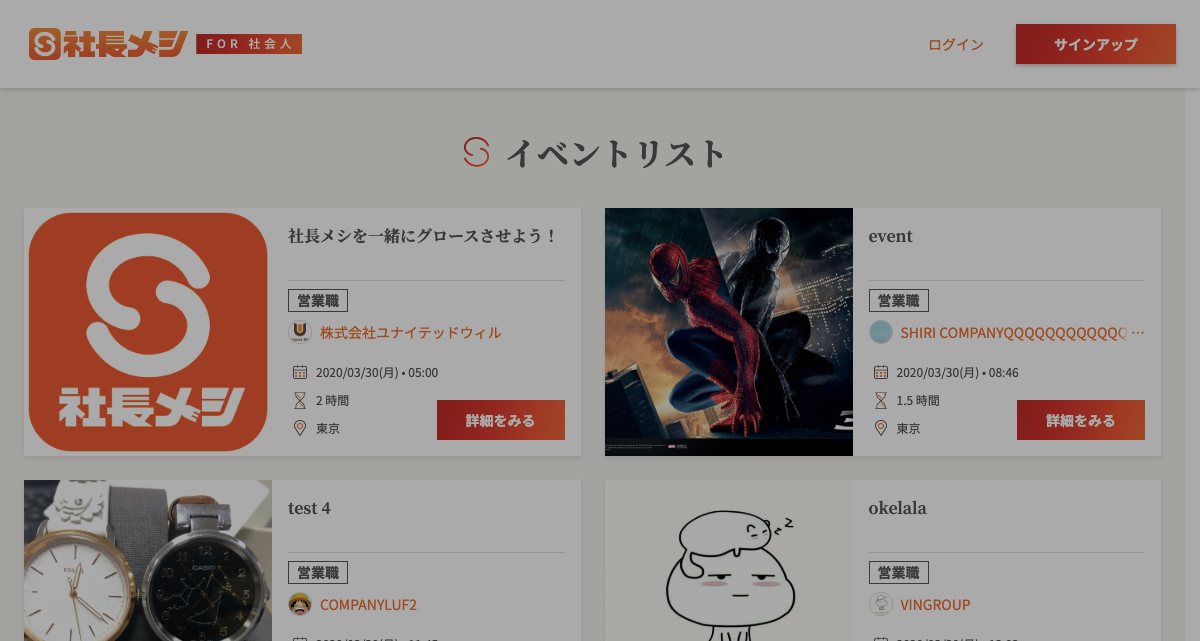 社長メシ FOR 社会人
ログイン
サインアップ
イベントリスト
社長メシ
社長メシを一緒にグロースさせよう！
営業職
株式会社ユナイテッドウィル
2020/03/30(月) • 05:00
2 時間
東京
詳細をみる
event
営業職
SHIRI COMPANYQQQQQQQQQQQQ …
2020/03/30(月) • 08:46
1.5 時間
東京
詳細をみる
test 4
営業職
COMPANYLUF2
FOSSIL
CASIO
okelala
営業職
VINGROUP